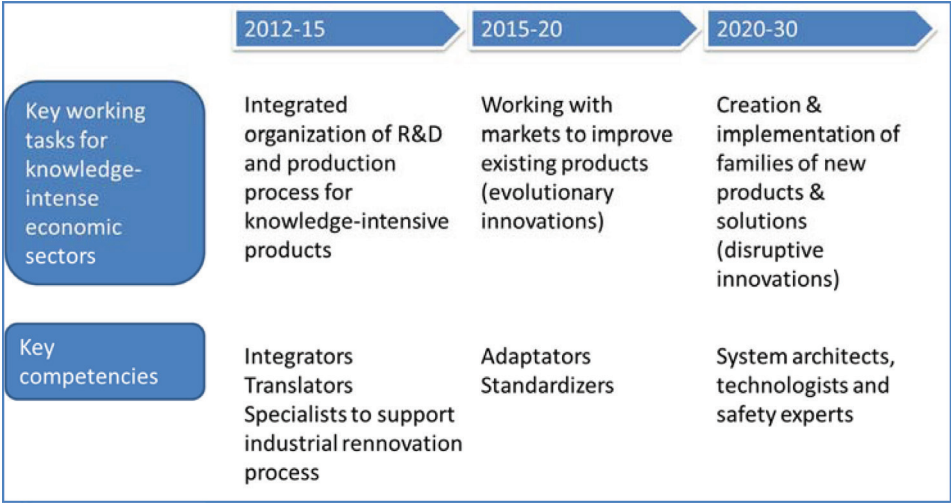 2012-15
2015-20
2020-30
Key working
tasks for
knowledge-
intense
economic
sectors
Integrated
organization of R&D
and production
process for
knowledge-intensive
products
Working with
markets to improve
existing products
(evolutionary
innovations)
Creation &
implementation of
families of new
products &
solutions
(disruptive
innovations)
Key
competencies
Integrators
Translators
Specialists to support
industrial rennovation
process
Adaptators
Standardizers
System architects,
technologists and
safety experts